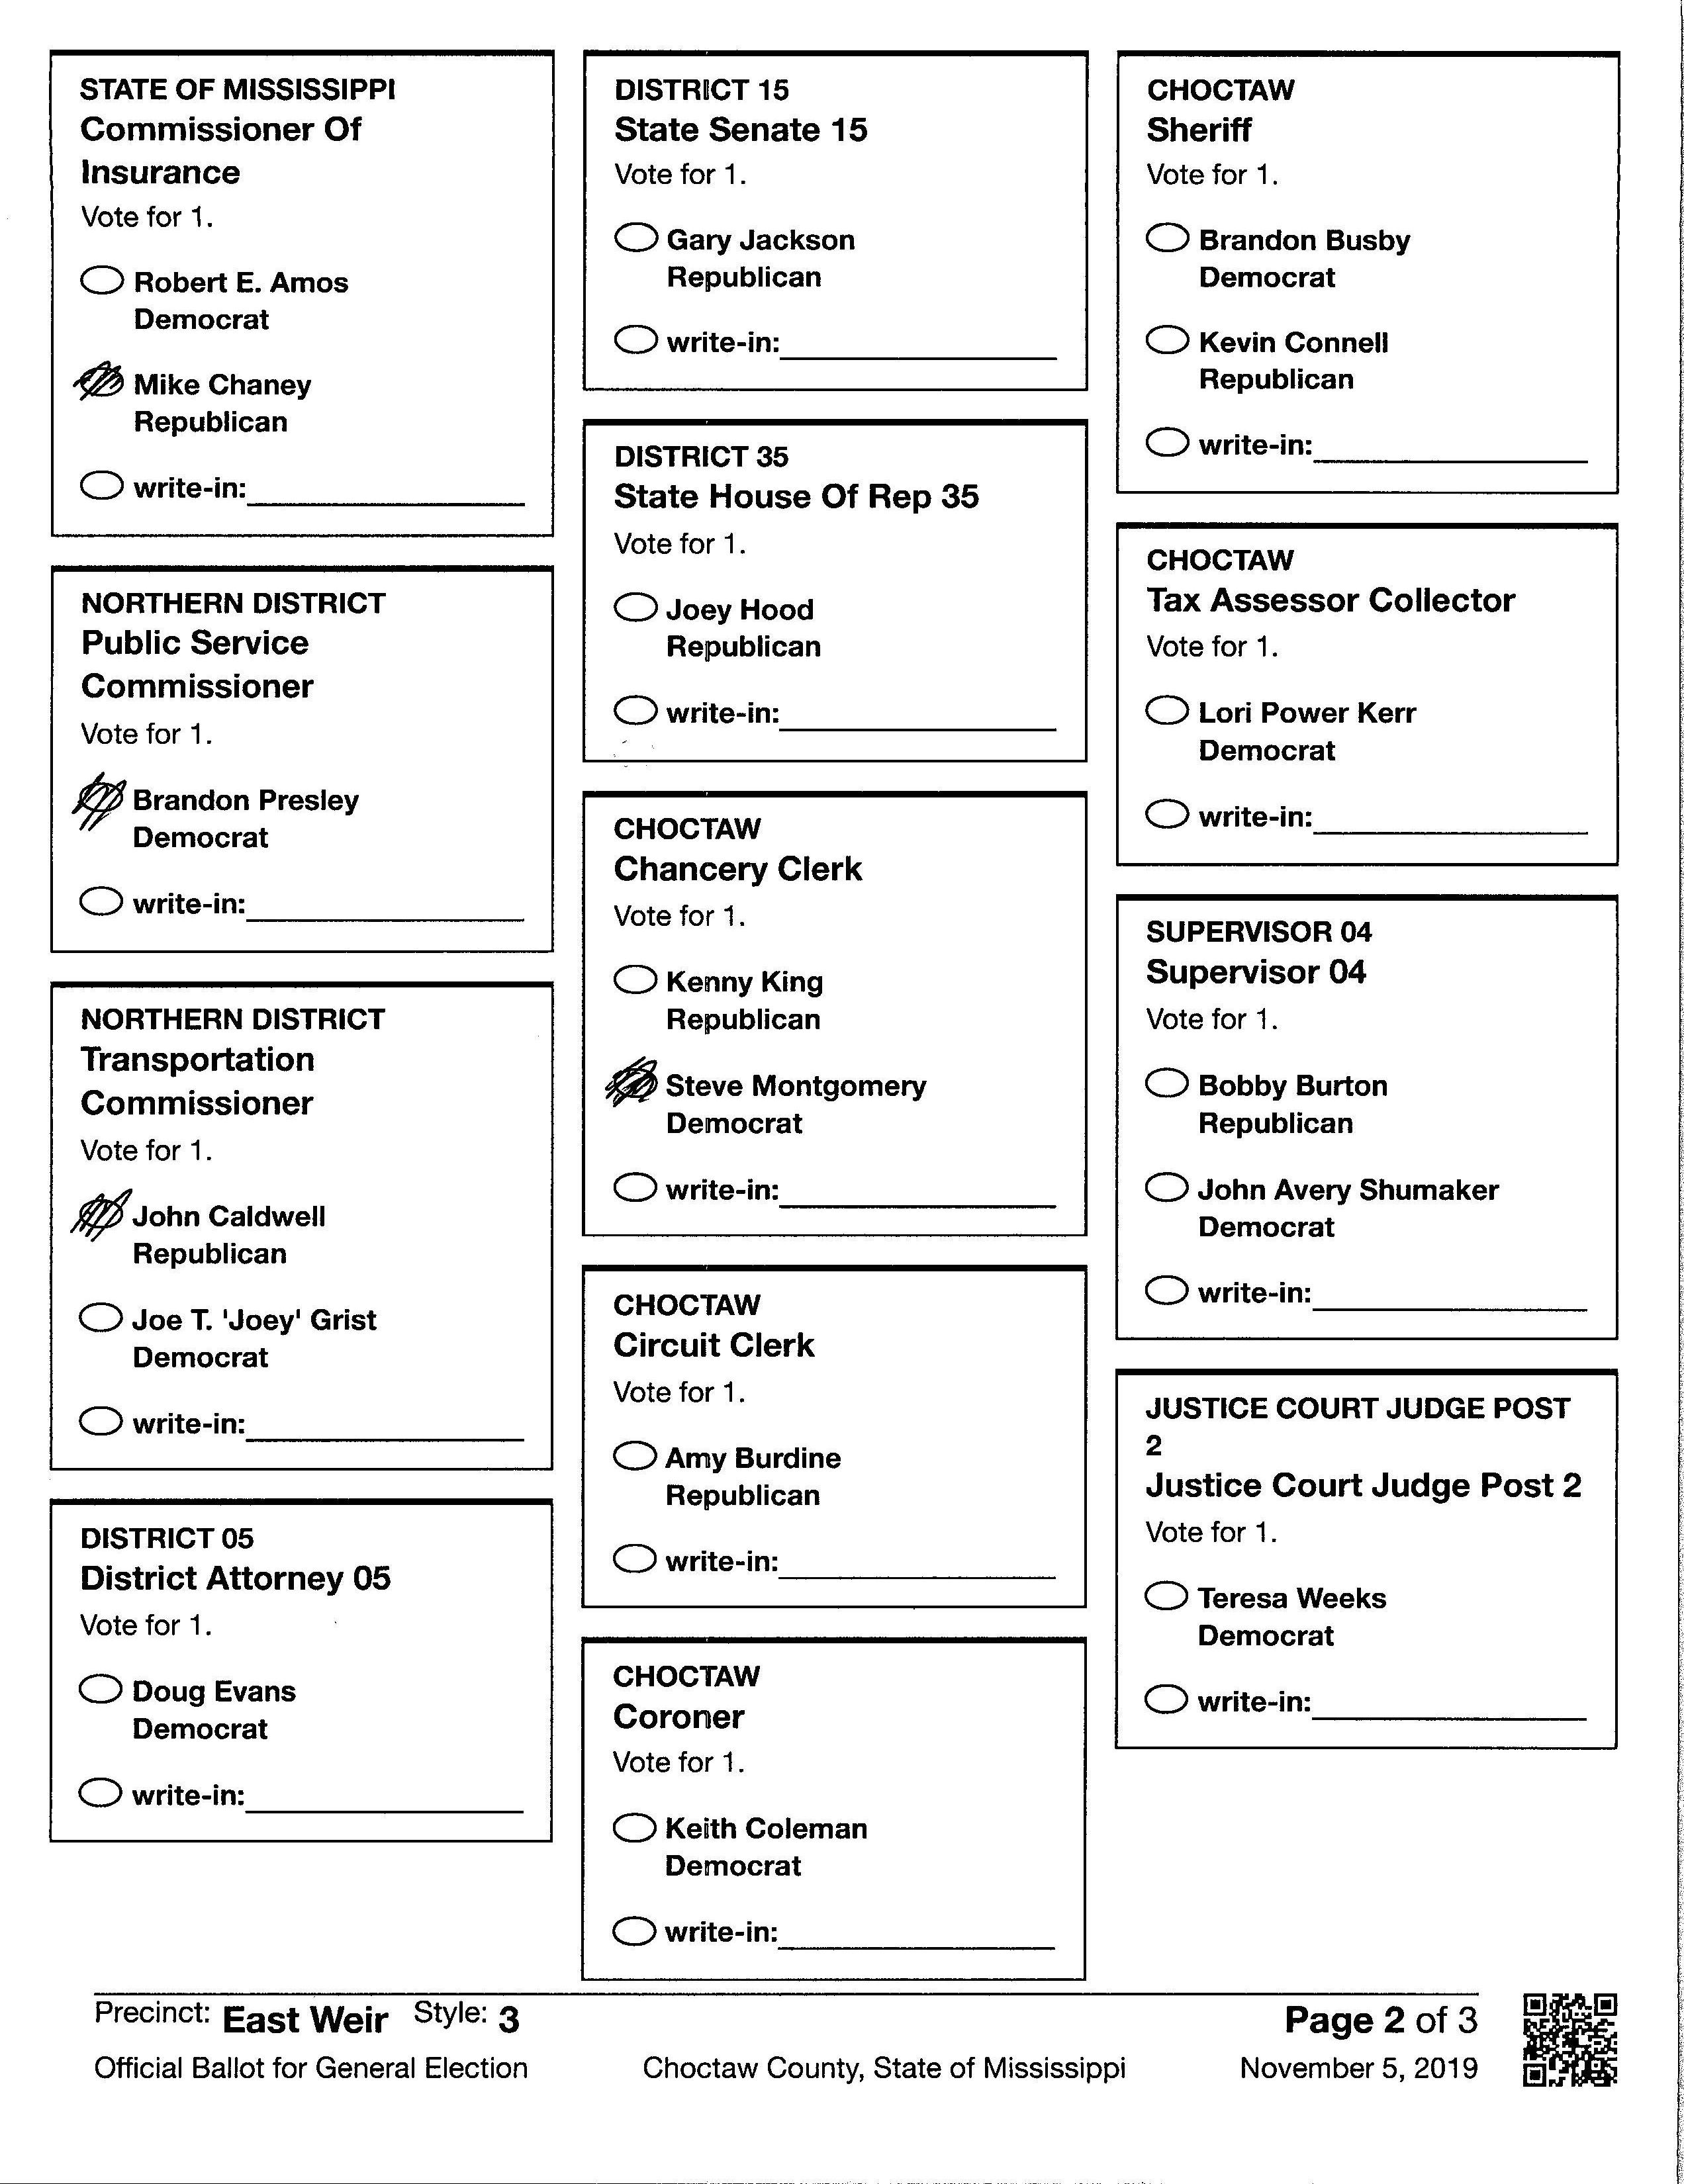 STATE OF MISSISSIPPI
Commissioner Of
Insurance
Vote for 1.
Robert E. Amos
Democrat
Mike Chaney
Republican
write-in:
NORTHERN DISTRICT
Public Service
Commissioner
Vote for 1.
Brandon Presley
Democrat
write-in:
NORTHERN DISTRICT
Transportation
Commissioner
Vote for 1.
John Caldwell
Republican
Joe T. 'Joey' Grist
Democrat
write-in:
DISTRICT 05
District Attorney 05
Vote for 1.
Doug Evans
Democrat
write-in:
DISTRICT 15
State Senate 15
Vote for 1.
Gary Jackson
Republican
write-in:
DISTRICT 35
State House Of Rep 35
Vote for 1.
Joey Hood
Republican
write-in:
CHOCTAW
Chancery Clerk
Vote for 1.
Kenny King
Republican
Steve Montgomery
Democrat
write-in:
CHOCTAW
Circuit Clerk
Vote for 1.
Amy Burdine
Republican
write-in:
CHOCTAW
Coroner
Vote for 1.
Keith Coleman
Democrat
write-in:
CHOCTAW
Sheriff
Vote for 1.
Brandon Busby
Democrat
Kevin Connell
Republican
write-in:
CHOCTAW
Tax Assessor Collector
Vote for 1.
Lori Power Kerr
Democrat
write-in:
SUPERVISOR 04
Supervisor 04
Vote for 1.
Bobby Burton
Republican
John Avery Shumaker
Democrat
write-in:
JUSTICE COURT JUDGE POST
2
Justice Court Judge Post 2
Vote for 1.
Teresa Weeks
Democrat
write-in:
Precinct: East Weir Style: 3 Page 2 of 3
Official Ballot for General Election Choctaw County, State of Mississippi November 5, 2019